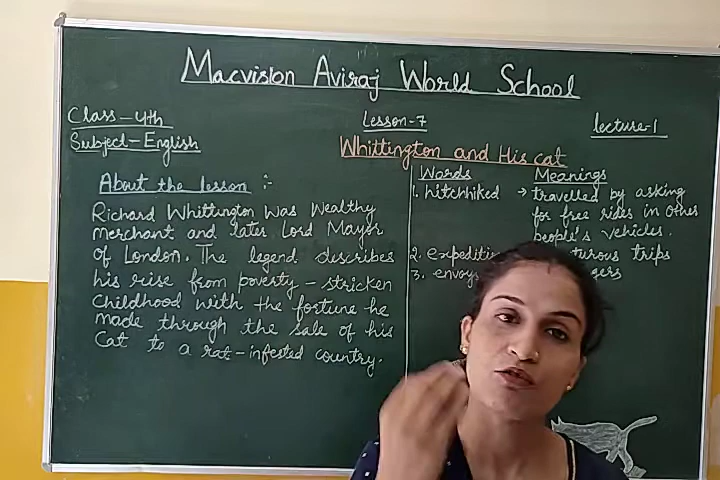 Macvision Aviraj World School
Class-4th
Lesson-7
lecture-1
Subject-English
Whittington and His cat
About the lesson :-
Richard Whittington was wealthy
merchant and later Lord Mayor
of London. The legend describes
his rise from poverty-stricken
childhood with the fortune he
made through the sale of his
Cat to a rat-infested country.
Words
Meanings
1. hitchhiked → travelled by asking
for free rides in other
people's vehicles.
2. trips
3. envoys